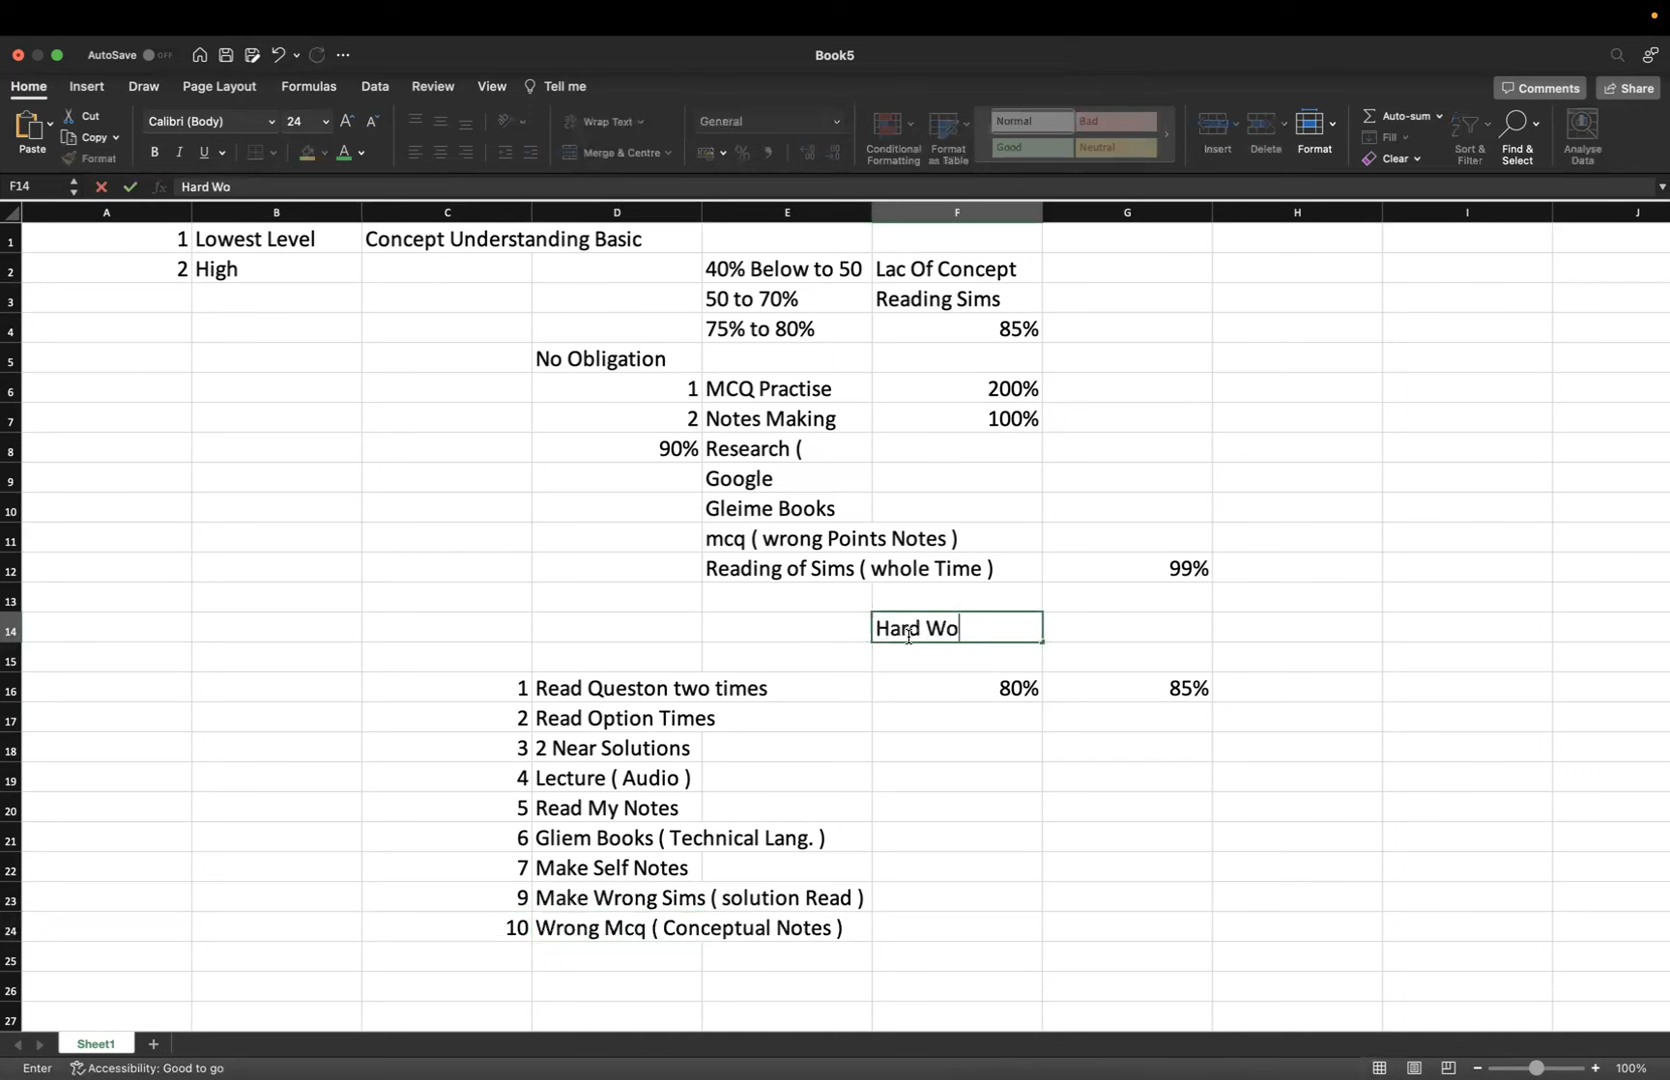 AutoSave OFF
Book5
Home Insert Draw Page Layout Formulas Data Review View Tell me
Comments Share
Paste
Cut
Copy
Format
Calibri (Body) 24
B I U
Wrap Text
Merge & Centre
General
Conditional Formatting
Format as Table
Normal Bad
Good Neutral
Insert Delete Format
Auto-sum
Fill
Clear
Sort & Filter
Find & Select
Analyse Data
F14 fx Hard Wo
A B C D E F G H I J
1 1 Lowest Level Concept Understanding Basic
2 2 High 40% Below to 50 Lac Of Concept
3 50 to 70% Reading Sims
4 75% to 80% 85%
5 No Obligation
6 1 MCQ Practise 200%
7 2 Notes Making 100%
8 90% Research (
9 Google
10 Gleime Books
11 mcq ( wrong Points Notes )
12 Reading of Sims ( whole Time ) 99%
13
14 Hard Wo
15
16 1 Read Queston two times 80% 85%
17 2 Read Option Times
18 3 2 Near Solutions
19 4 Lecture ( Audio )
20 5 Read My Notes
21 6 Gliem Books ( Technical Lang. )
22 7 Make Self Notes
23 9 Make Wrong Sims ( solution Read )
24 10 Wrong Mcq ( Conceptual Notes )
25
26
27
Sheet1
Enter Accessibility: Good to go 100%